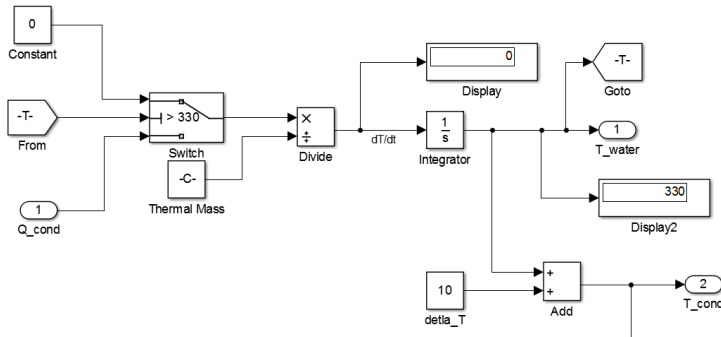 0
Constant
-T-
From
1
Q_cond
> 330
Switch
-C-
Thermal Mass
×
÷
Divide
dT/dt
0
Display
1
s
Integrator
-T-
Goto
1
T_water
330
Display2
10
detla_T
+
+
Add
2
T_cond